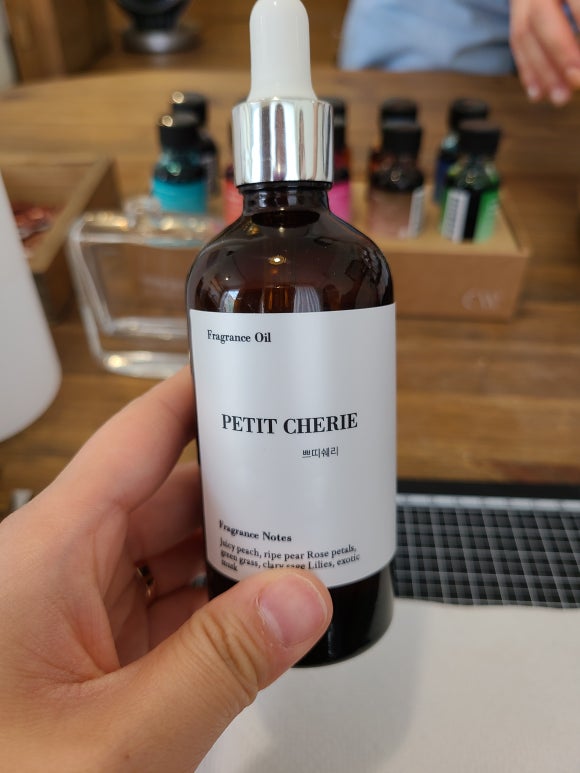 Fragrance Oil
PETIT CHERIE
쁘띠쉐리
Fragrance Notes
Juicy peach, ripe pear Rose petals,
green grass, clary sage Lilies, exotic
musk
CW